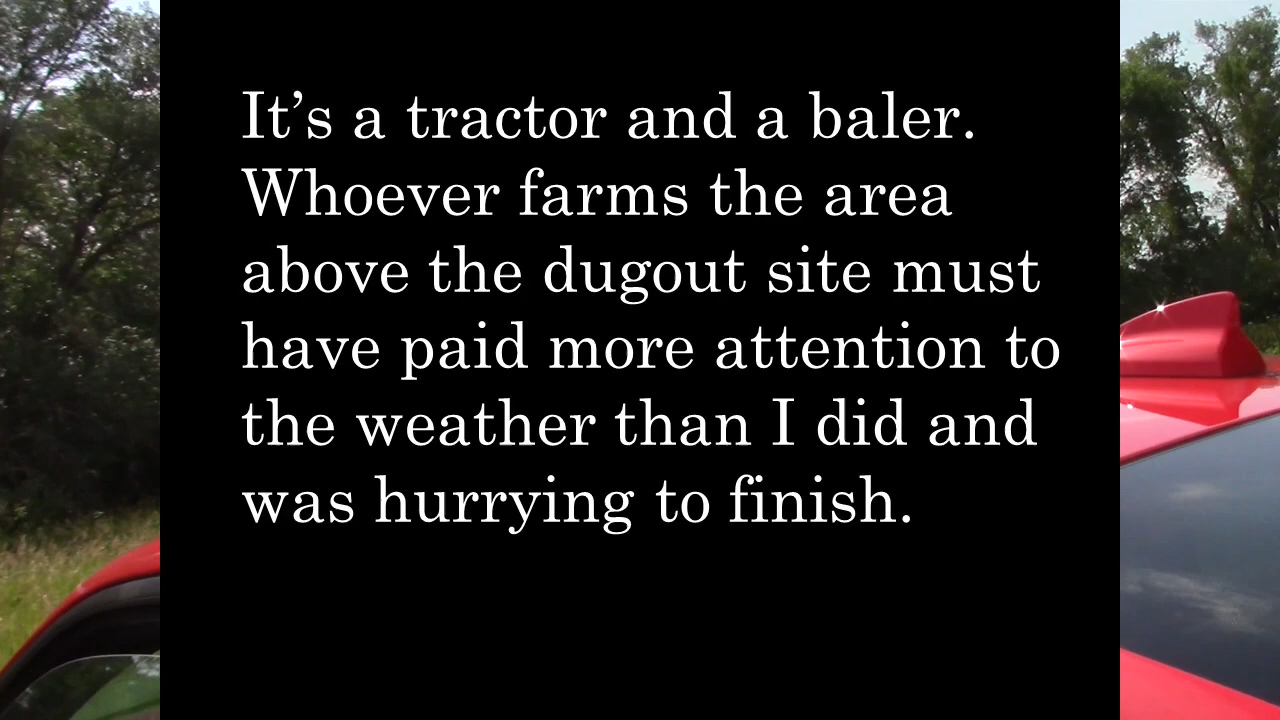 It’s a tractor and a baler.
Whoever farms the area
above the dugout site must
have paid more attention to
the weather than I did and
was hurrying to finish.